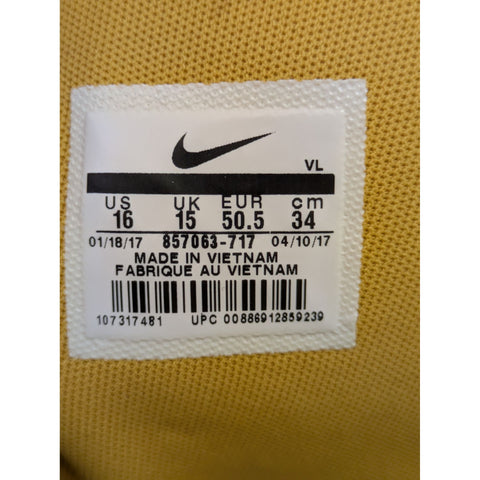 VL
US UK EUR cm
16 15 50.5 34
01/18/17 857063-717 04/10/17
MADE IN VIETNAM
FABRIQUE AU VIETNAM
107317481 UPC 00886912859239